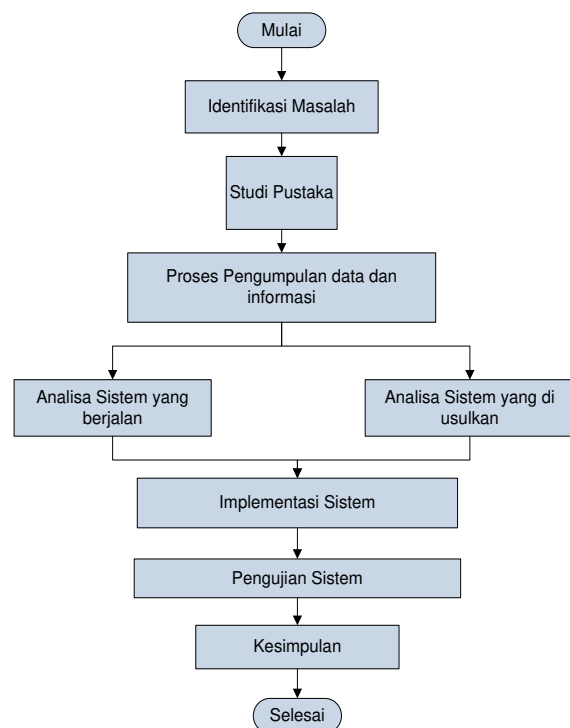 Mulai
Identifikasi Masalah
Studi Pustaka
Proses Pengumpulan data dan
informasi
Analisa Sistem yang
berjalan
Analisa Sistem yang di
usulkan
Implementasi Sistem
Pengujian Sistem
Kesimpulan
Selesai